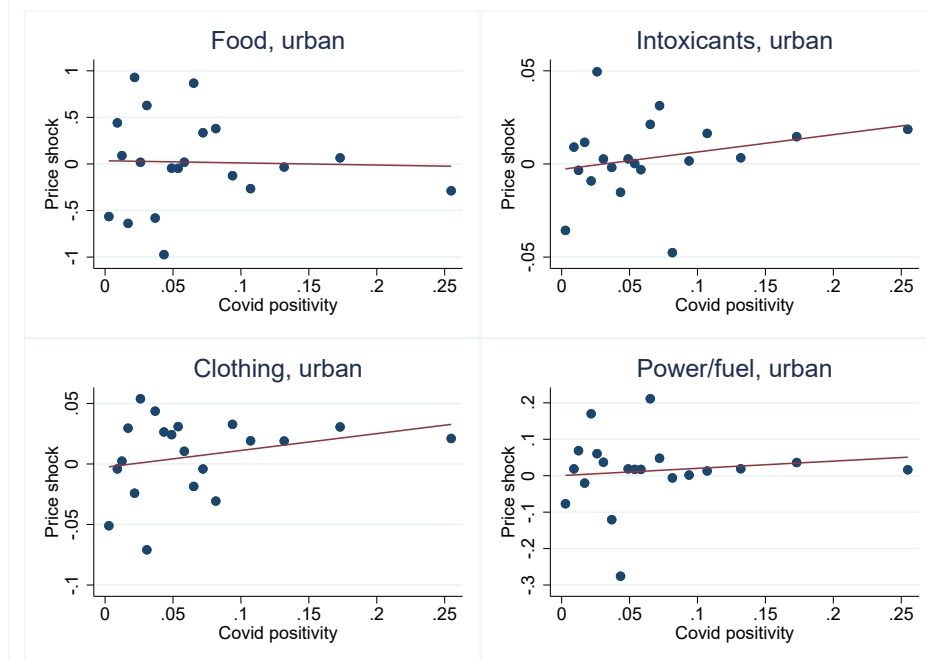 Food, urban
Price shock
1
.5
0
-.5
-1
0 .05 .1 .15 .2 .25
Covid positivity
Intoxicants, urban
Price shock
.05
0
-.05
0 .05 .1 .15 .2 .25
Covid positivity
Clothing, urban
Price shock
.05
0
-.05
-.1
0 .05 .1 .15 .2 .25
Covid positivity
Power/fuel, urban
Price shock
.2
.1
0
-.1
-.2
-.3
0 .05 .1 .15 .2 .25
Covid positivity